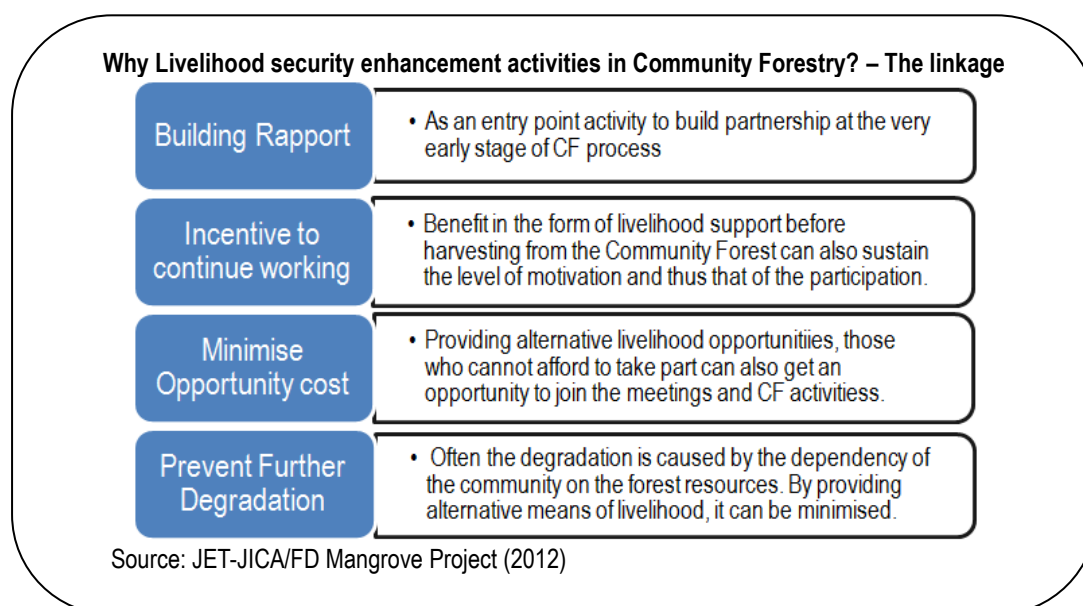 Why Livelihood security enhancement activities in Community Forestry? – The linkage
Building Rapport
• As an entry point activity to build partnership at the very
early stage of CF process
Incentive to
continue working
• Benefit in the form of livelihood support before
harvesting from the Community Forest can also sustain
the level of motivation and thus that of the participation.
Minimise
Opportunity cost
• Providing alternative livelihood opportunitiies, those
who cannot afford to take part can also get an
opportunity to join the meetings and CF activitiess.
Prevent Further
Degradation
• Often the degradation is caused by the dependency of
the community on the forest resources. By providing
alternative means of livelihood, it can be minimised.
Source: JET-JICA/FD Mangrove Project (2012)